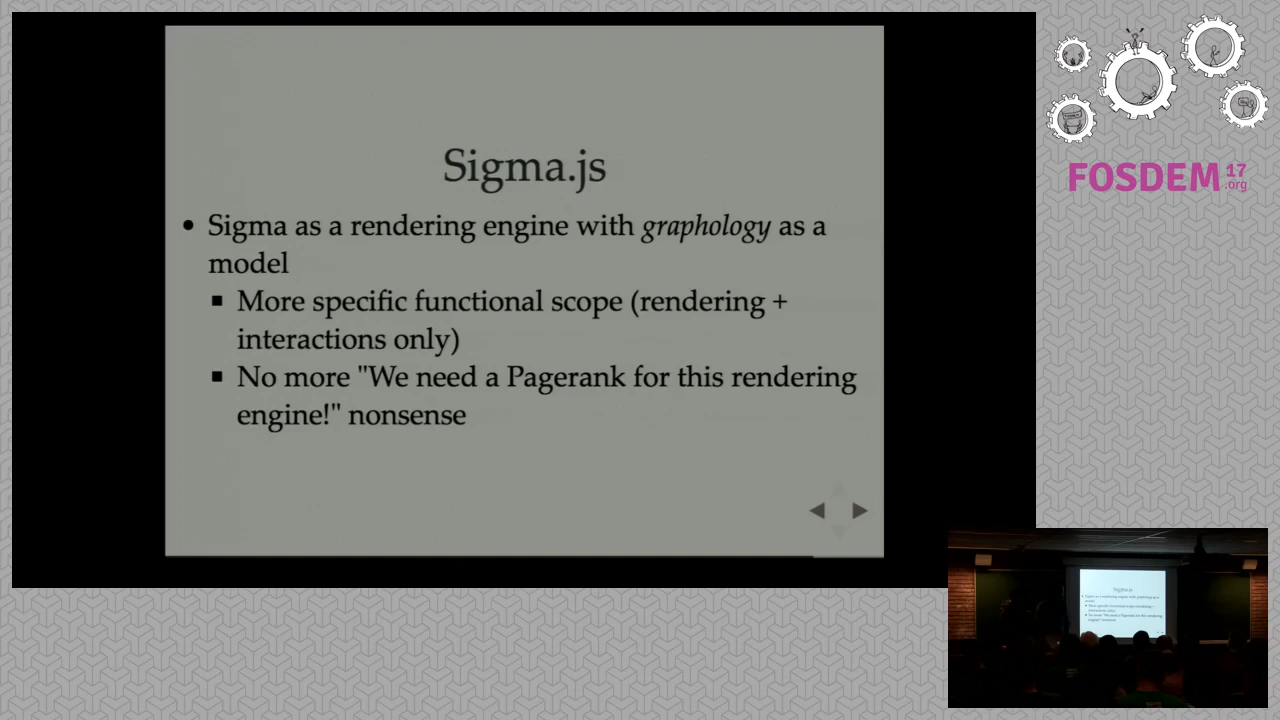 Sigma.js
• Sigma as a rendering engine with graphology as a
model
▪ More specific functional scope (rendering +
interactions only)
▪ No more "We need a Pagerank for this rendering
engine!" nonsense
FOSDEM 17
.org